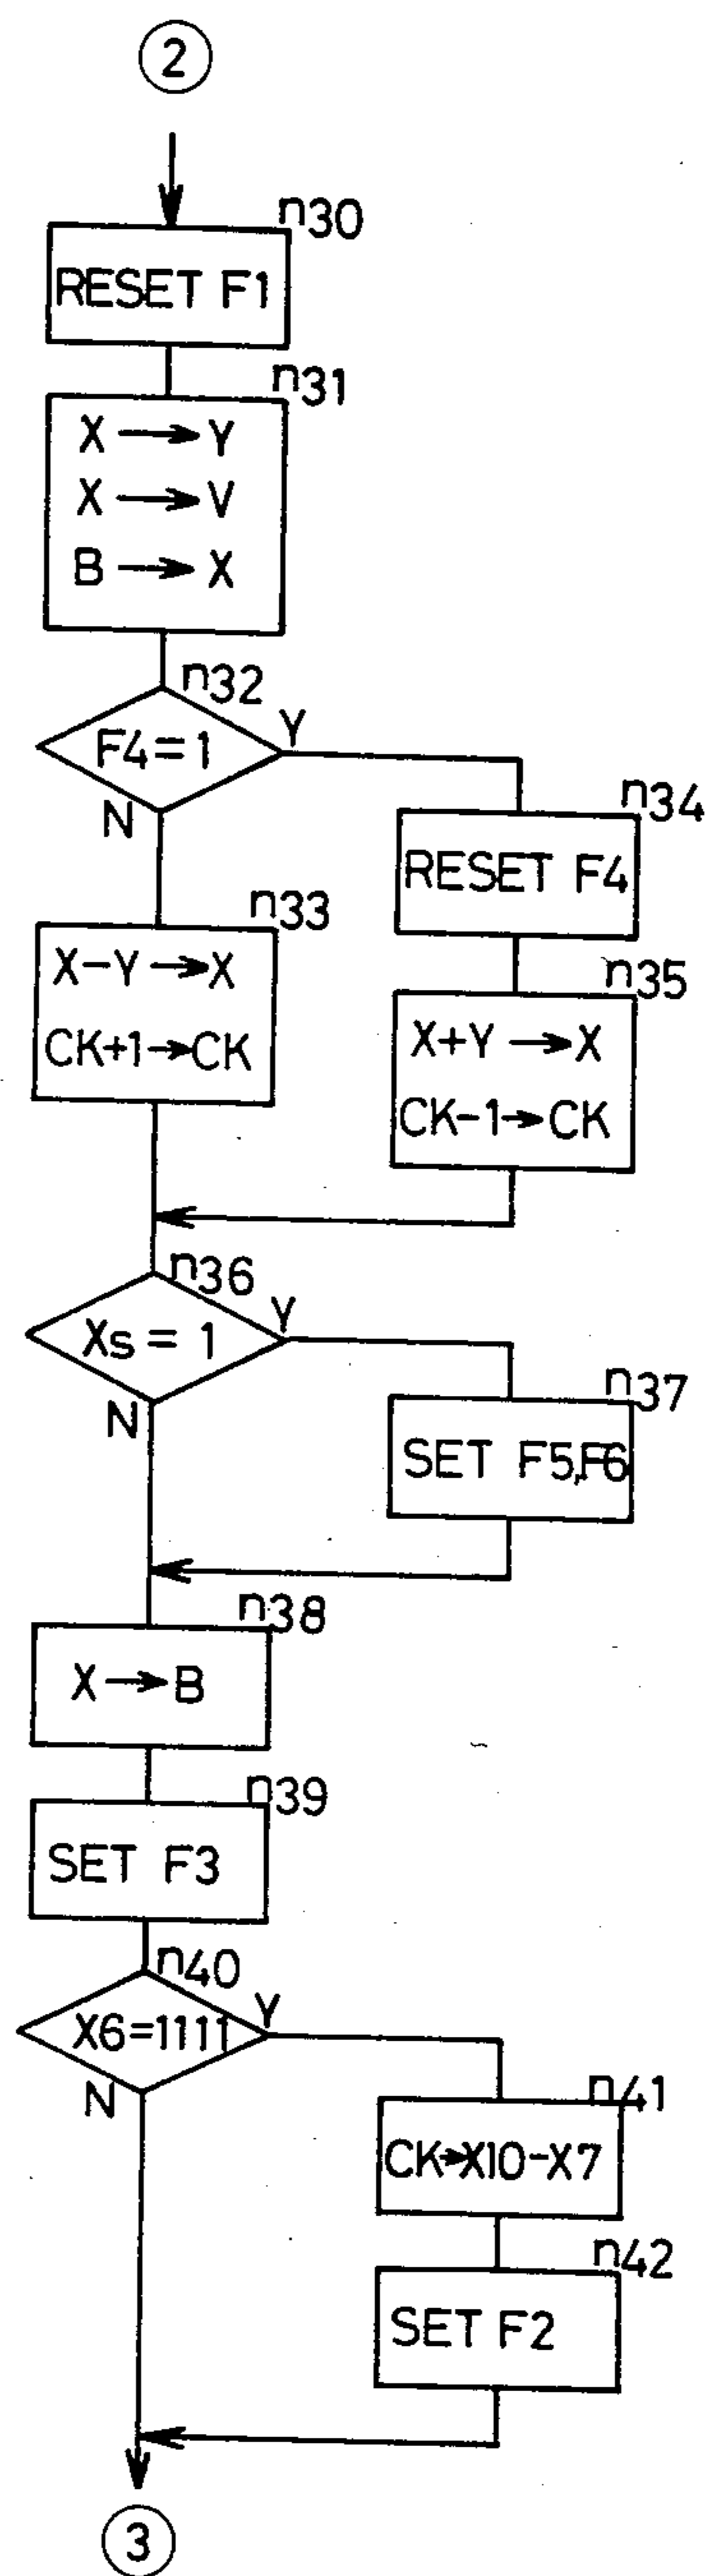 2
n30
RESET F1
n31
X → Y
X → V
B → X
n32
F4 = 1
Y
N
n34
RESET F4
n33
X-Y → X
CK+1 → CK
n35
X+Y → X
CK-1 → CK
n36
Xs = 1
Y
N
n37
SET F5,F6
n38
X → B
n39
SET F3
n40
X6=1111
Y
N
n41
CK→X10-X7
n42
SET F2
3